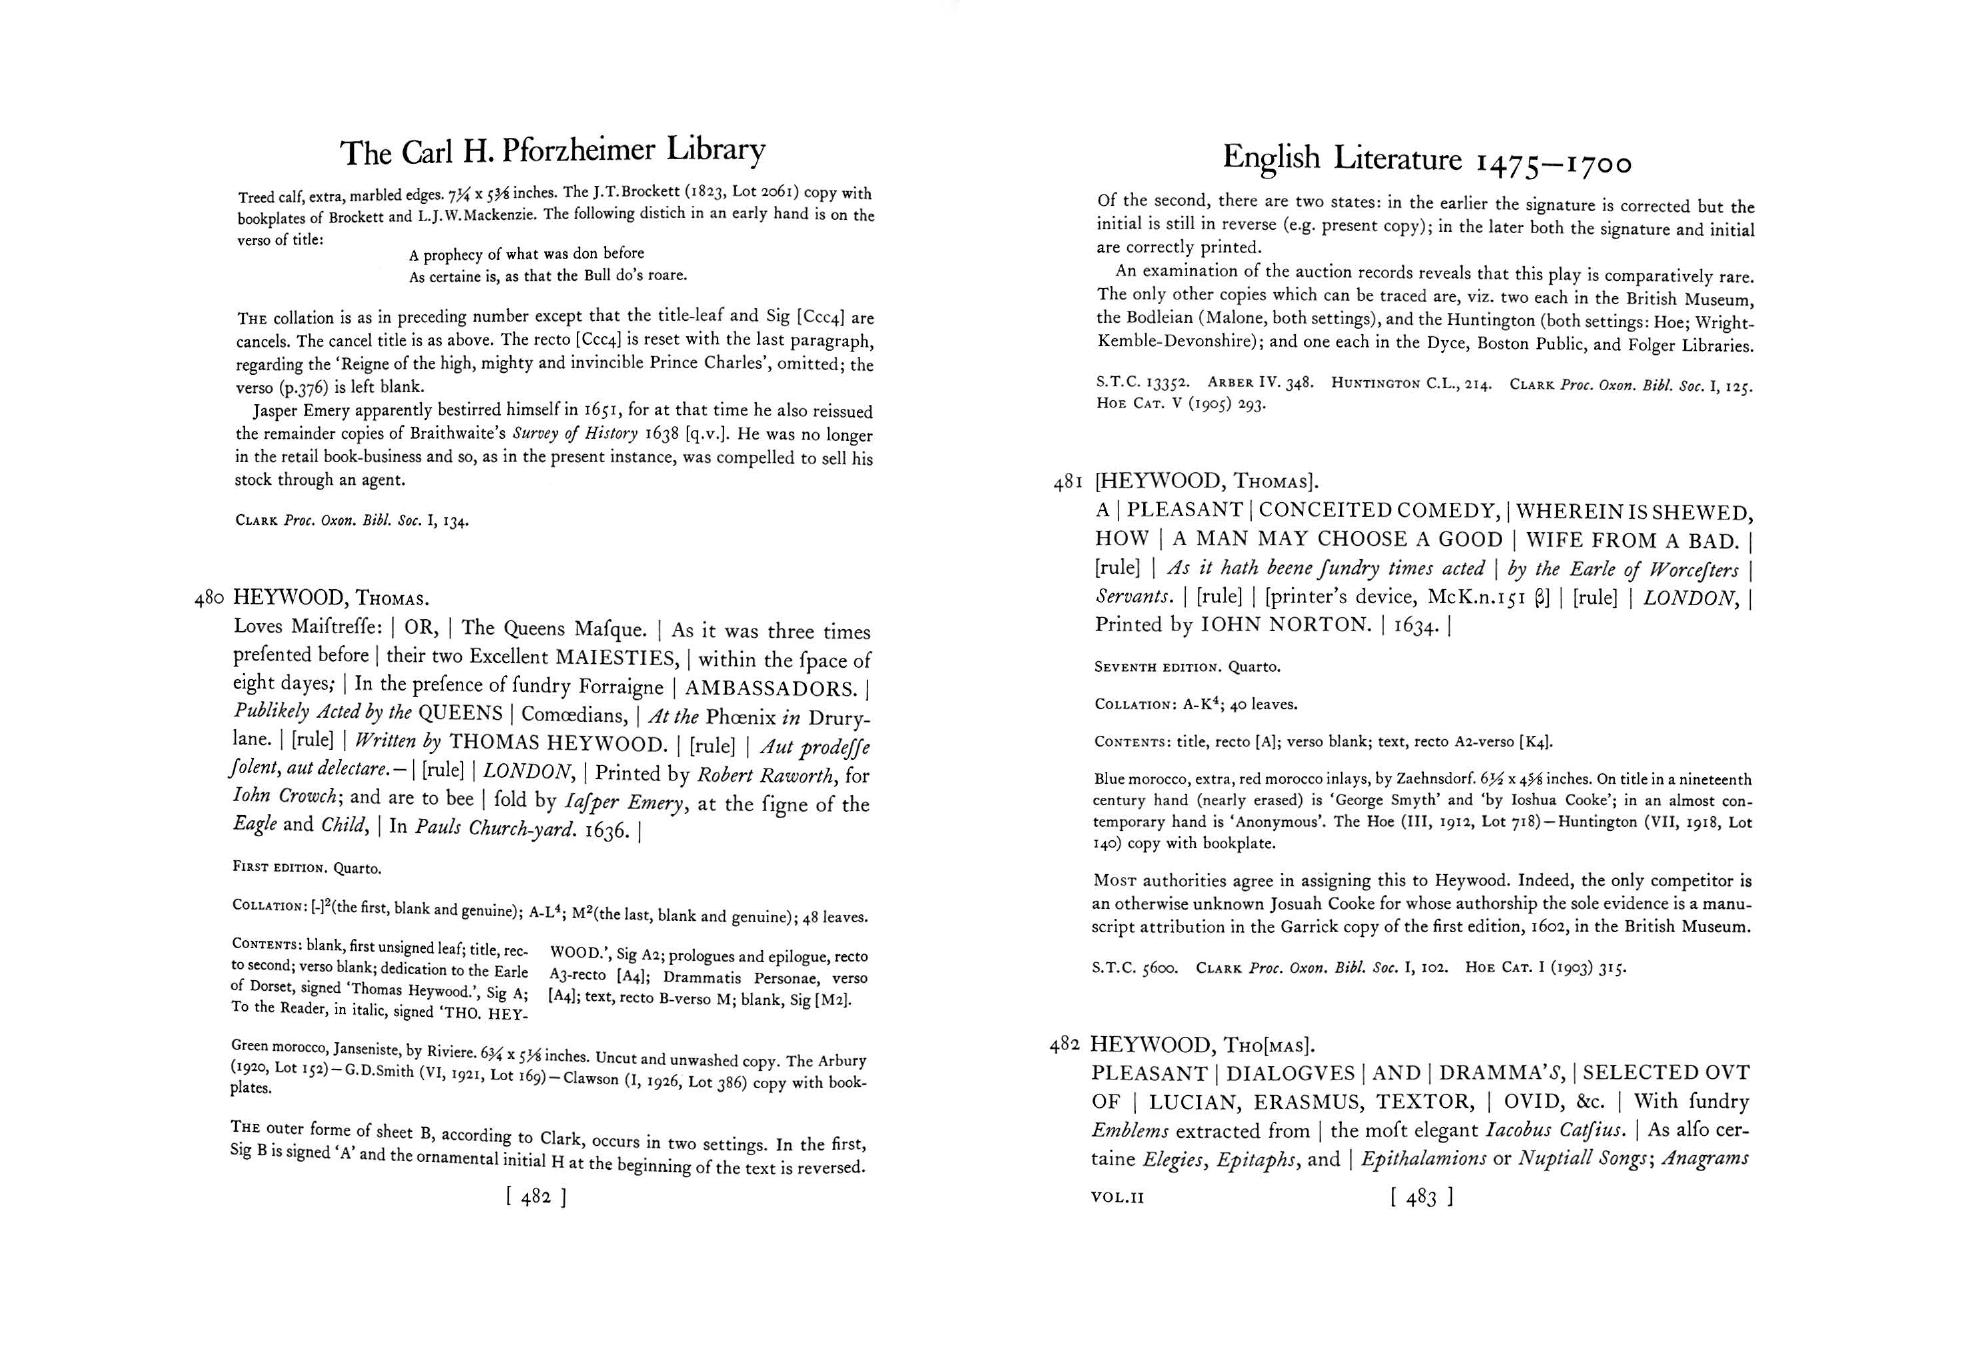 The Carl H. Pforzheimer Library
Treed calf, extra, marbled edges. 7¼ x 5⅜ inches. The J.T.Brockett (1823, Lot 2061) copy with
bookplates of Brockett and L.J.W.Mackenzie. The following distich in an early hand is on the
verso of title:
A prophecy of what was don before
As certaine is, as that the Bull do's roare.
THE collation is as in preceding number except that the title-leaf and Sig [Ccc4] are
cancels. The cancel title is as above. The recto [Ccc4] is reset with the last paragraph,
regarding the ‘Reigne of the high, mighty and invincible Prince Charles’, omitted; the
verso (p.376) is left blank.
Jasper Emery apparently bestirred himself in 1651, for at that time he also reissued
the remainder copies of Braithwaite's Survey of History 1638 [q.v.]. He was no longer
in the retail book-business and so, as in the present instance, was compelled to sell his
stock through an agent.
CLARK Proc. Oxon. Bibl. Soc. I, 134.
480 HEYWOOD, THOMAS.
Loves Maiſtreſſe: | OR, | The Queens Maſque. | As it was three times
preſented before | their two Excellent MAIESTIES, | within the ſpace of
eight dayes; | In the preſence of ſundry Forraigne | AMBASSADORS. |
Publikely Acted by the QUEENS | Comœdians, | At the Phœnix in Drury-
lane. | [rule] | Written by THOMAS HEYWOOD. | [rule] | Aut prodeſſe
ſolent, aut delectare.— | [rule] | LONDON, | Printed by Robert Raworth, for
Iohn Crowch; and are to bee | ſold by Iaſper Emery, at the ſigne of the
Eagle and Child, | In Pauls Church-yard. 1636. |
FIRST EDITION. Quarto.
COLLATION: [-]²(the first, blank and genuine); A-L⁴; M²(the last, blank and genuine); 48 leaves.
CONTENTS: blank, first unsigned leaf; title, rec-
to second; verso blank; dedication to the Earle
of Dorset, signed ‘Thomas Heywood.’, Sig A;
To the Reader, in italic, signed ‘THO. HEY-
WOOD.’, Sig A2; prologues and epilogue, recto
A3-recto [A4]; Drammatis Personae, verso
[A4]; text, recto B-verso M; blank, Sig [M2].
Green morocco, Janseniste, by Riviere. 6¾ x 5⅛ inches. Uncut and unwashed copy. The Arbury
(1920, Lot 152)—G.D.Smith (VI, 1921, Lot 169)—Clawson (I, 1926, Lot 386) copy with book-
plates.
THE outer forme of sheet B, according to Clark, occurs in two settings. In the first,
Sig B is signed ‘A’ and the ornamental initial H at the beginning of the text is reversed.
[ 482 ]
English Literature 1475—1700
Of the second, there are two states: in the earlier the signature is corrected but the
initial is still in reverse (e.g. present copy); in the later both the signature and initial
are correctly printed.
An examination of the auction records reveals that this play is comparatively rare.
The only other copies which can be traced are, viz. two each in the British Museum,
the Bodleian (Malone, both settings), and the Huntington (both settings: Hoe; Wright-
Kemble-Devonshire); and one each in the Dyce, Boston Public, and Folger Libraries.
S.T.C. 13352. ARBER IV. 348. HUNTINGTON C.L., 214. CLARK Proc. Oxon. Bibl. Soc. I, 125.
HOE CAT. V (1905) 293.
481 [HEYWOOD, THOMAS].
A | PLEASANT | CONCEITED COMEDY, | WHEREIN IS SHEWED,
HOW | A MAN MAY CHOOSE A GOOD | WIFE FROM A BAD. |
[rule] | As it hath beene ſundry times acted | by the Earle of Worceſters |
Servants. | [rule] | [printer's device, McK.n.151 β] | [rule] | LONDON, |
Printed by IOHN NORTON. | 1634. |
SEVENTH EDITION. Quarto.
COLLATION: A-K⁴; 40 leaves.
CONTENTS: title, recto [A]; verso blank; text, recto A2-verso [K4].
Blue morocco, extra, red morocco inlays, by Zaehnsdorf. 6½ x 4⅝ inches. On title in a nineteenth
century hand (nearly erased) is ‘George Smyth’ and ‘by Ioshua Cooke’; in an almost con-
temporary hand is ‘Anonymous’. The Hoe (III, 1912, Lot 718)—Huntington (VII, 1918, Lot
140) copy with bookplate.
MOST authorities agree in assigning this to Heywood. Indeed, the only competitor is
an otherwise unknown Josuah Cooke for whose authorship the sole evidence is a manu-
script attribution in the Garrick copy of the first edition, 1602, in the British Museum.
S.T.C. 5600. CLARK Proc. Oxon. Bibl. Soc. I, 102. HOE CAT. I (1903) 315.
482 HEYWOOD, THO[MAS].
PLEASANT | DIALOGVES | AND | DRAMMA'S, | SELECTED OVT
OF | LUCIAN, ERASMUS, TEXTOR, | OVID, &c. | With ſundry
Emblems extracted from | the moſt elegant Iacobus Catſius. | As alſo cer-
taine Elegies, Epitaphs, and | Epithalamions or Nuptiall Songs; Anagrams
VOL.II
[ 483 ]